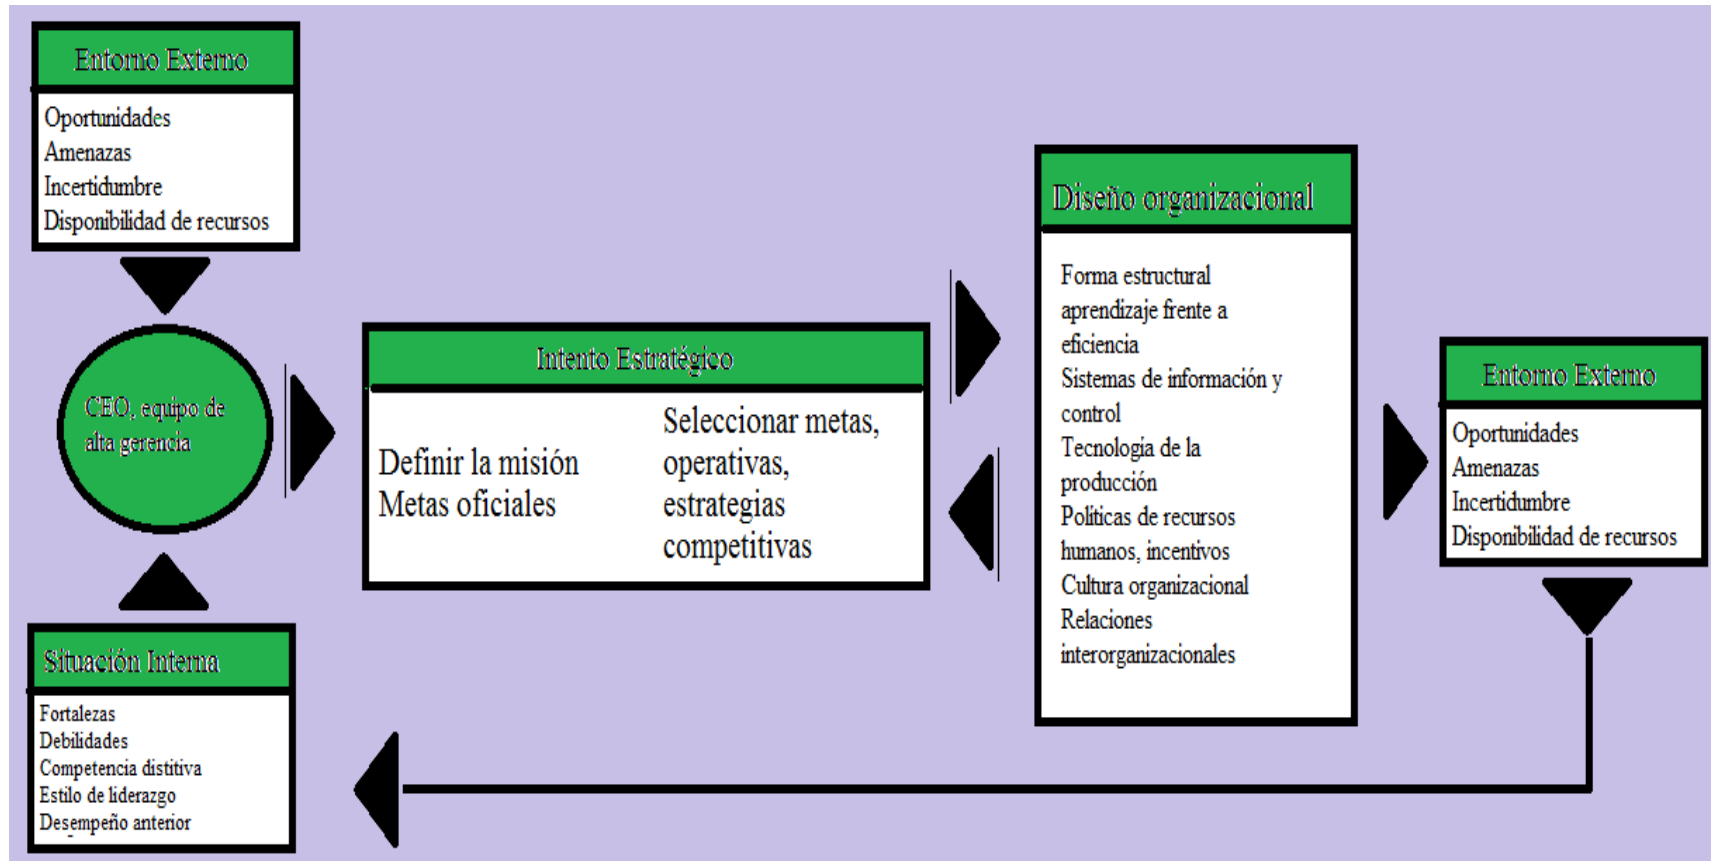 Entorno Externo
Oportunidades
Amenazas
Incertidumbre
Disponibilidad de recursos
CEO, equipo de
alta gerencia
Situación Interna
Fortalezas
Debilidades
Competencia distitiva
Estilo de liderazgo
Desempeño anterior
Intento Estratégico
Definir la misión
Metas oficiales
Seleccionar metas,
operativas,
estrategias
competitivas
Diseño organizacional
Forma estructural
aprendizaje frente a
eficiencia
Sistemas de información y
control
Tecnología de la
producción
Políticas de recursos
humanos, incentivos
Cultura organizacional
Relaciones
interorganizacionales
Entorno Externo
Oportunidades
Amenazas
Incertidumbre
Disponibilidad de recursos